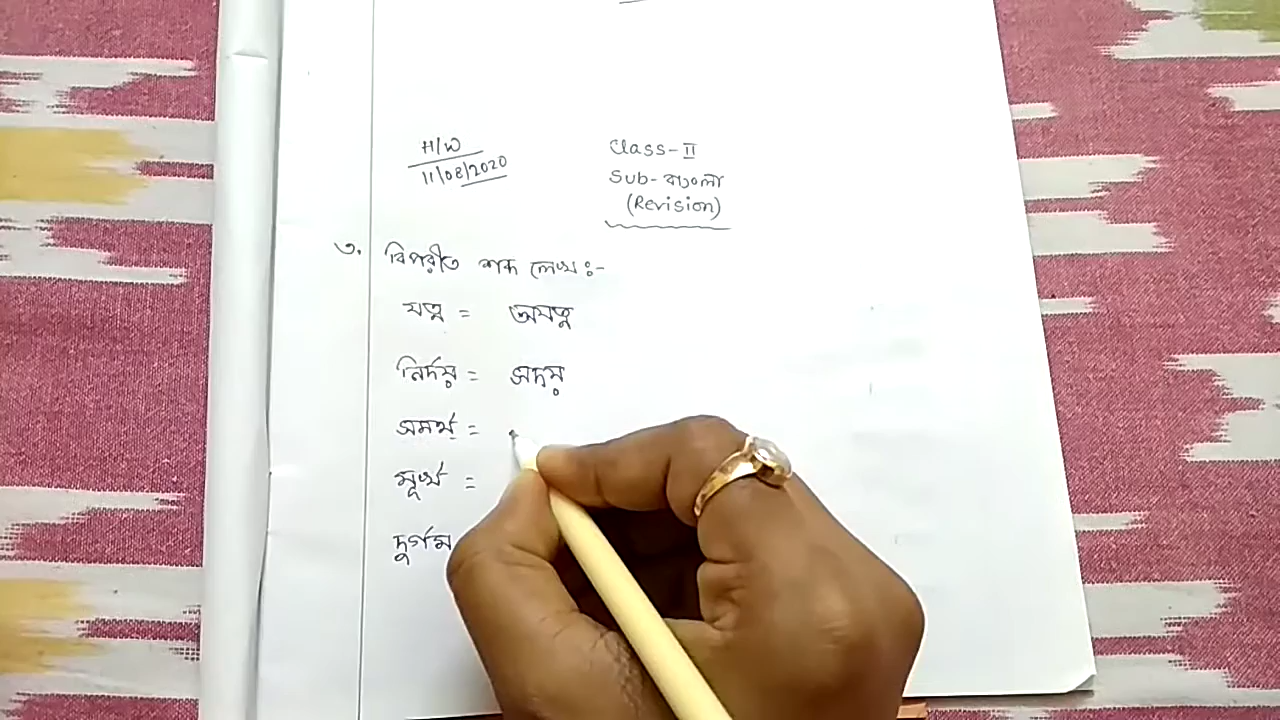 H/W
11/08/2020
Class-II
Sub-বাংলা
(Revision)
৩. বিপরীত শব্দ লেখ :-
যত্ন = অযত্ন
নির্দয় = সদয়
সমর্থ =
মূর্খ =
দুর্গম